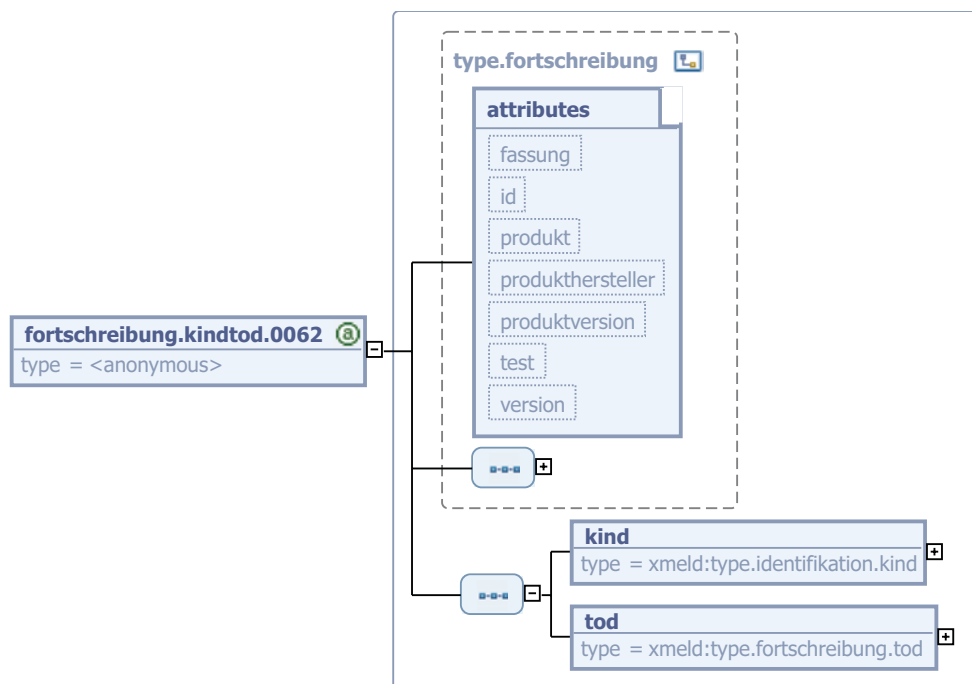 type.fortschreibung
attributes
fassung
id
produkt
produkthersteller
produktversion
test
version
fortschreibung.kindtod.0062 a
type = <anonymous>
kind
type = xmeld:type.identifikation.kind
tod
type = xmeld:type.fortschreibung.tod